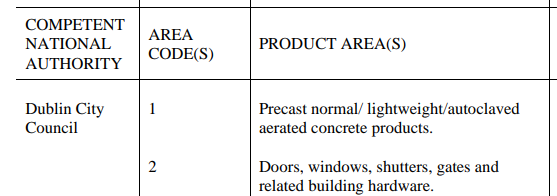 COMPETENT
NATIONAL
AUTHORITY
AREA
CODE(S)
PRODUCT AREA(S)
Dublin City
Council
1
Precast normal/ lightweight/autoclaved
aerated concrete products.
2
Doors, windows, shutters, gates and
related building hardware.